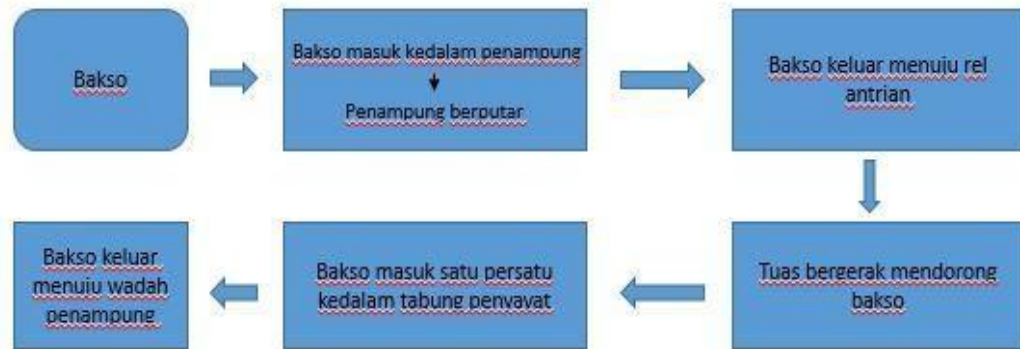 Bakso
Bakso masuk kedalam penampung
Penampung berputar
Bakso keluar menuju rel
antrian
Tuas bergerak mendorong
bakso
Bakso masuk satu persatu
kedalam tabung penyayat
Bakso keluar
menuju wadah
penampung